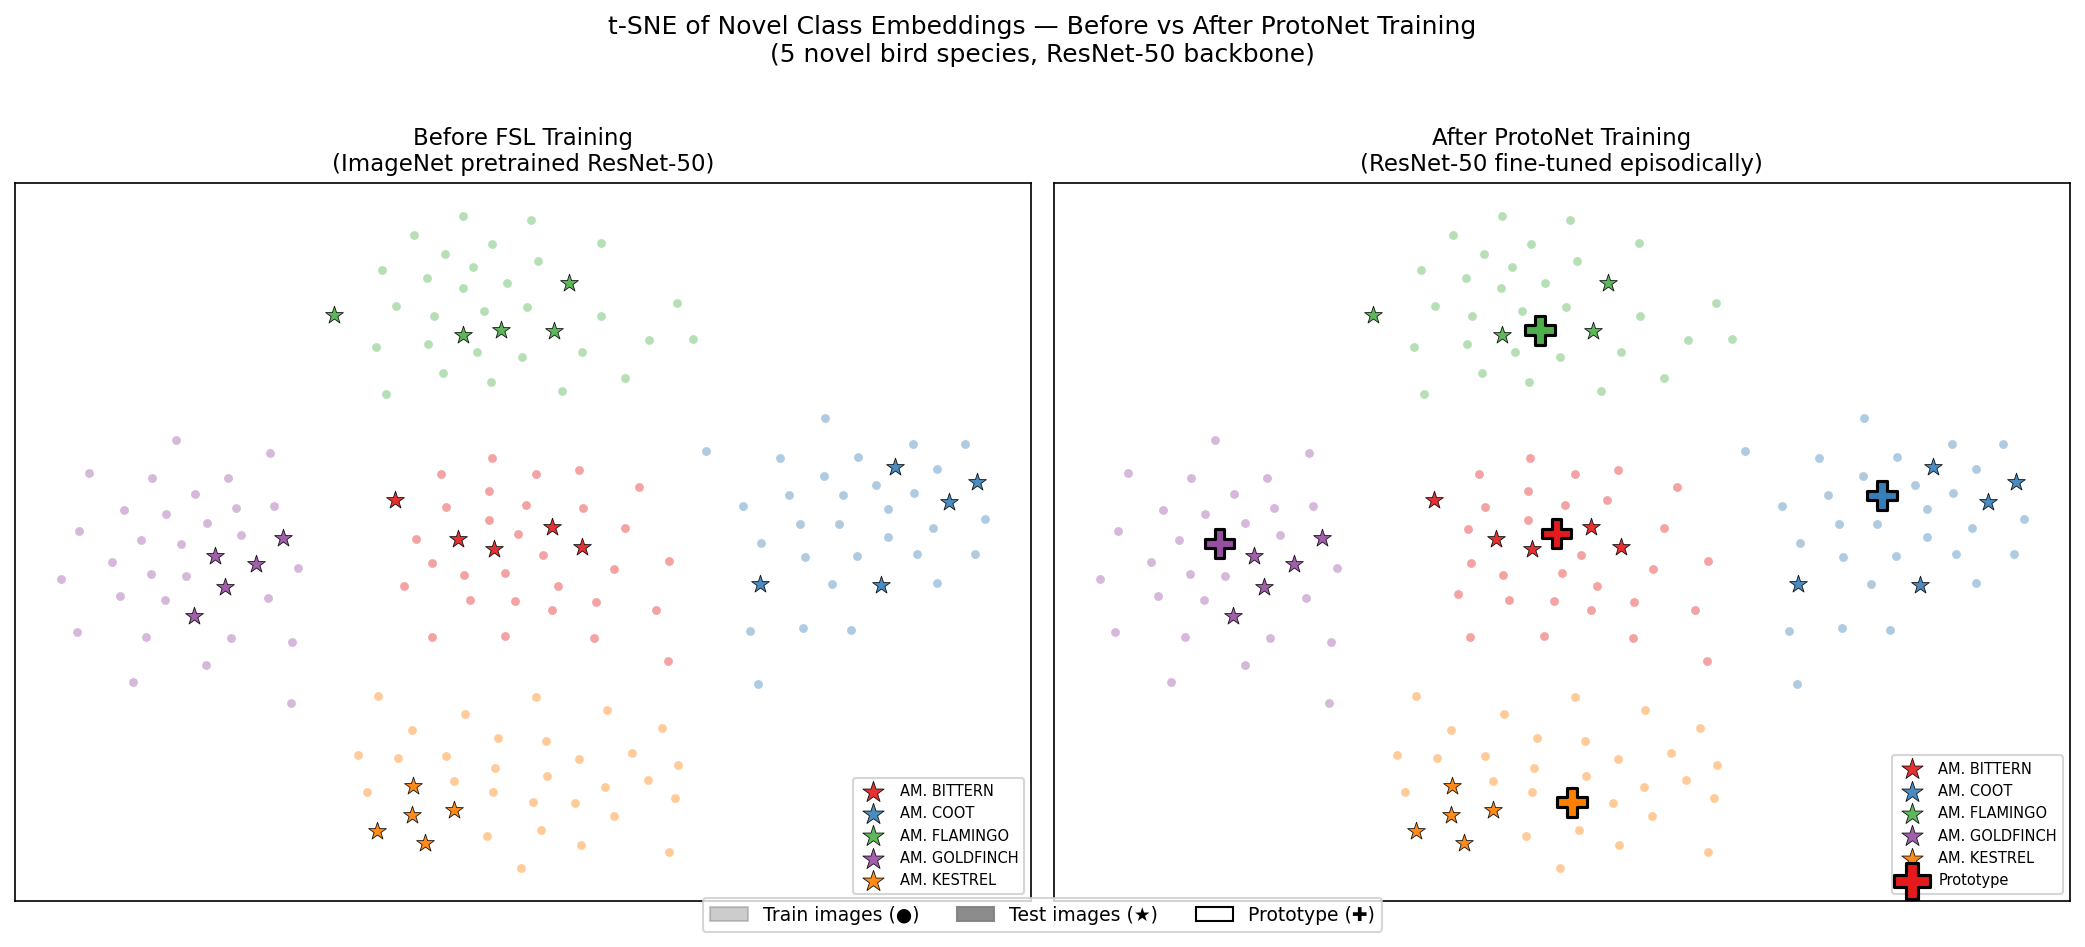 t-SNE of Novel Class Embeddings — Before vs After ProtoNet Training
(5 novel bird species, ResNet-50 backbone)
Before FSL Training
(ImageNet pretrained ResNet-50)
AM. BITTERN
AM. COOT
AM. FLAMINGO
AM. GOLDFINCH
AM. KESTREL
After ProtoNet Training
(ResNet-50 fine-tuned episodically)
AM. BITTERN
AM. COOT
AM. FLAMINGO
AM. GOLDFINCH
AM. KESTREL
Prototype
Train images (●)
Test images (★)
Prototype (✚)